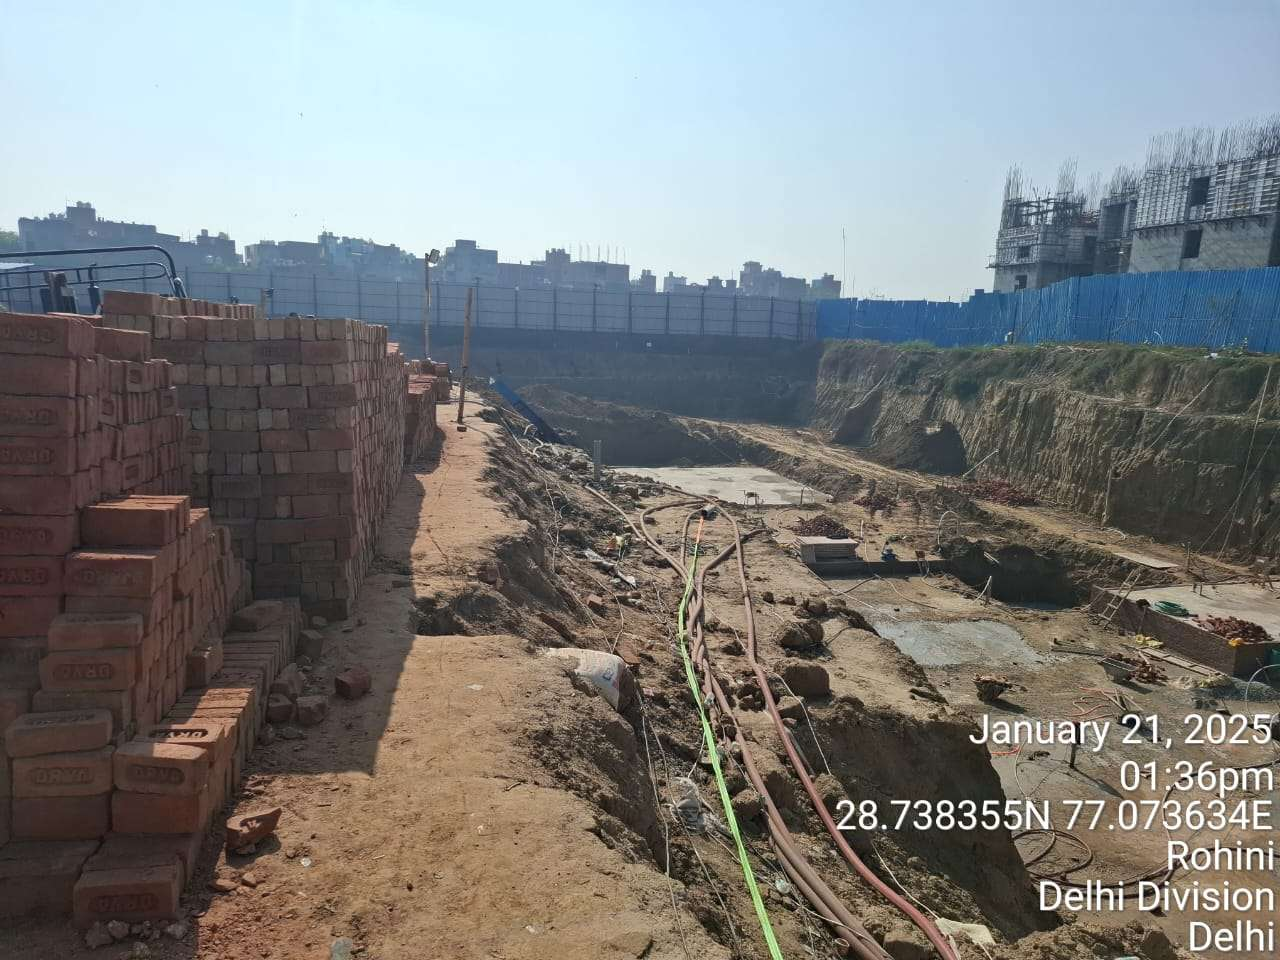 January 21, 2025
01:36pm
28.738355N 77.073634E
Rohini
Delhi Division
Delhi